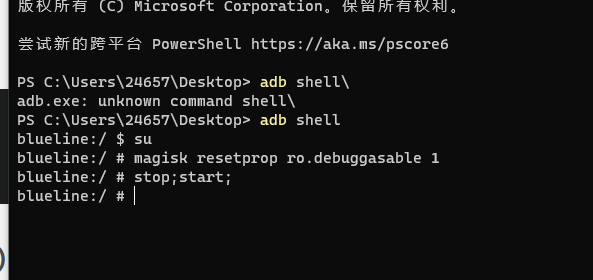 版权所有 (C) Microsoft Corporation。保留所有权利。
尝试新的跨平台 PowerShell https://aka.ms/pscore6
PS C:\Users\24657\Desktop> adb shell\
adb.exe: unknown command shell\
PS C:\Users\24657\Desktop> adb shell
blueline:/ $ su
blueline:/ # magisk resetprop ro.debuggasable 1
blueline:/ # stop;start;
blueline:/ #